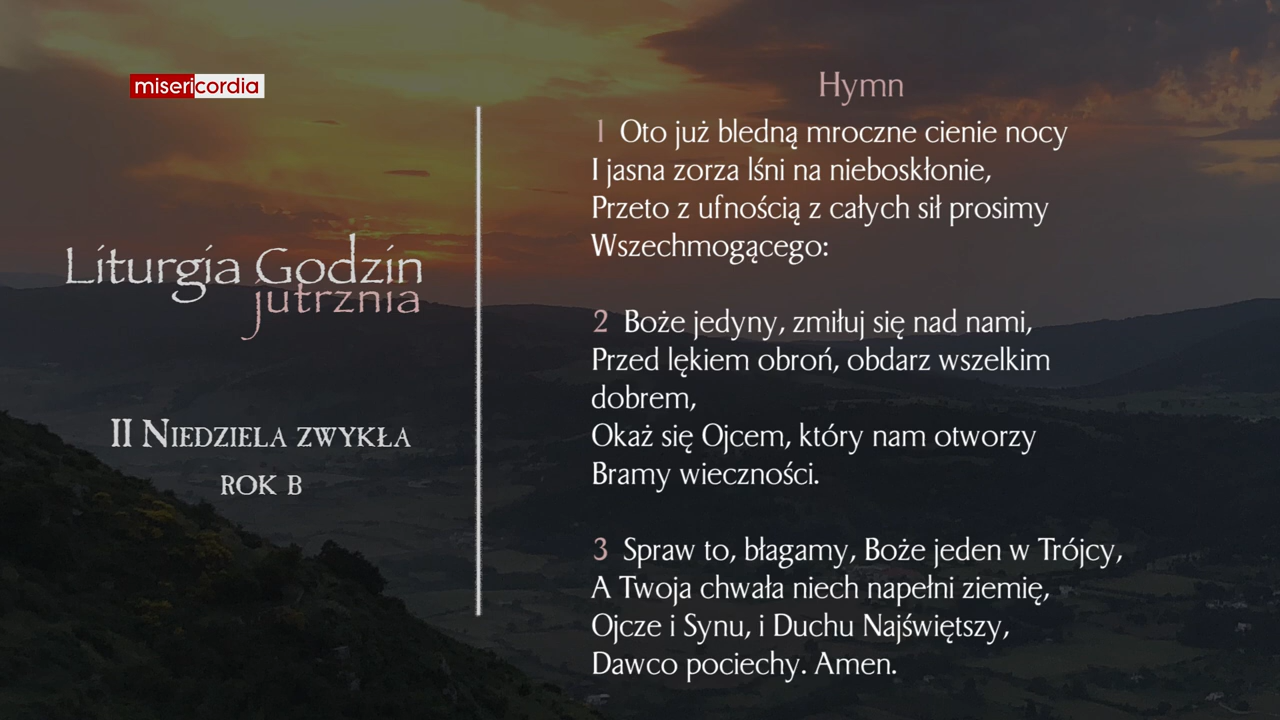 misericordia
Liturgia Godzin
jutrznia
II Niedziela zwykła
rok B
Hymn
1 Oto już bledną mroczne cienie nocy
I jasna zorza lśni na nieboskłonie,
Przeto z ufnością z całych sił prosimy
Wszechmogącego:
2 Boże jedyny, zmiłuj się nad nami,
Przed lękiem obroń, obdarz wszelkim
dobrem,
Okaż się Ojcem, który nam otworzy
Bramy wieczności.
3 Spraw to, błagamy, Boże jeden w Trójcy,
A Twoja chwała niech napełni ziemię,
Ojcze i Synu, i Duchu Najświętszy,
Dawco pociechy. Amen.